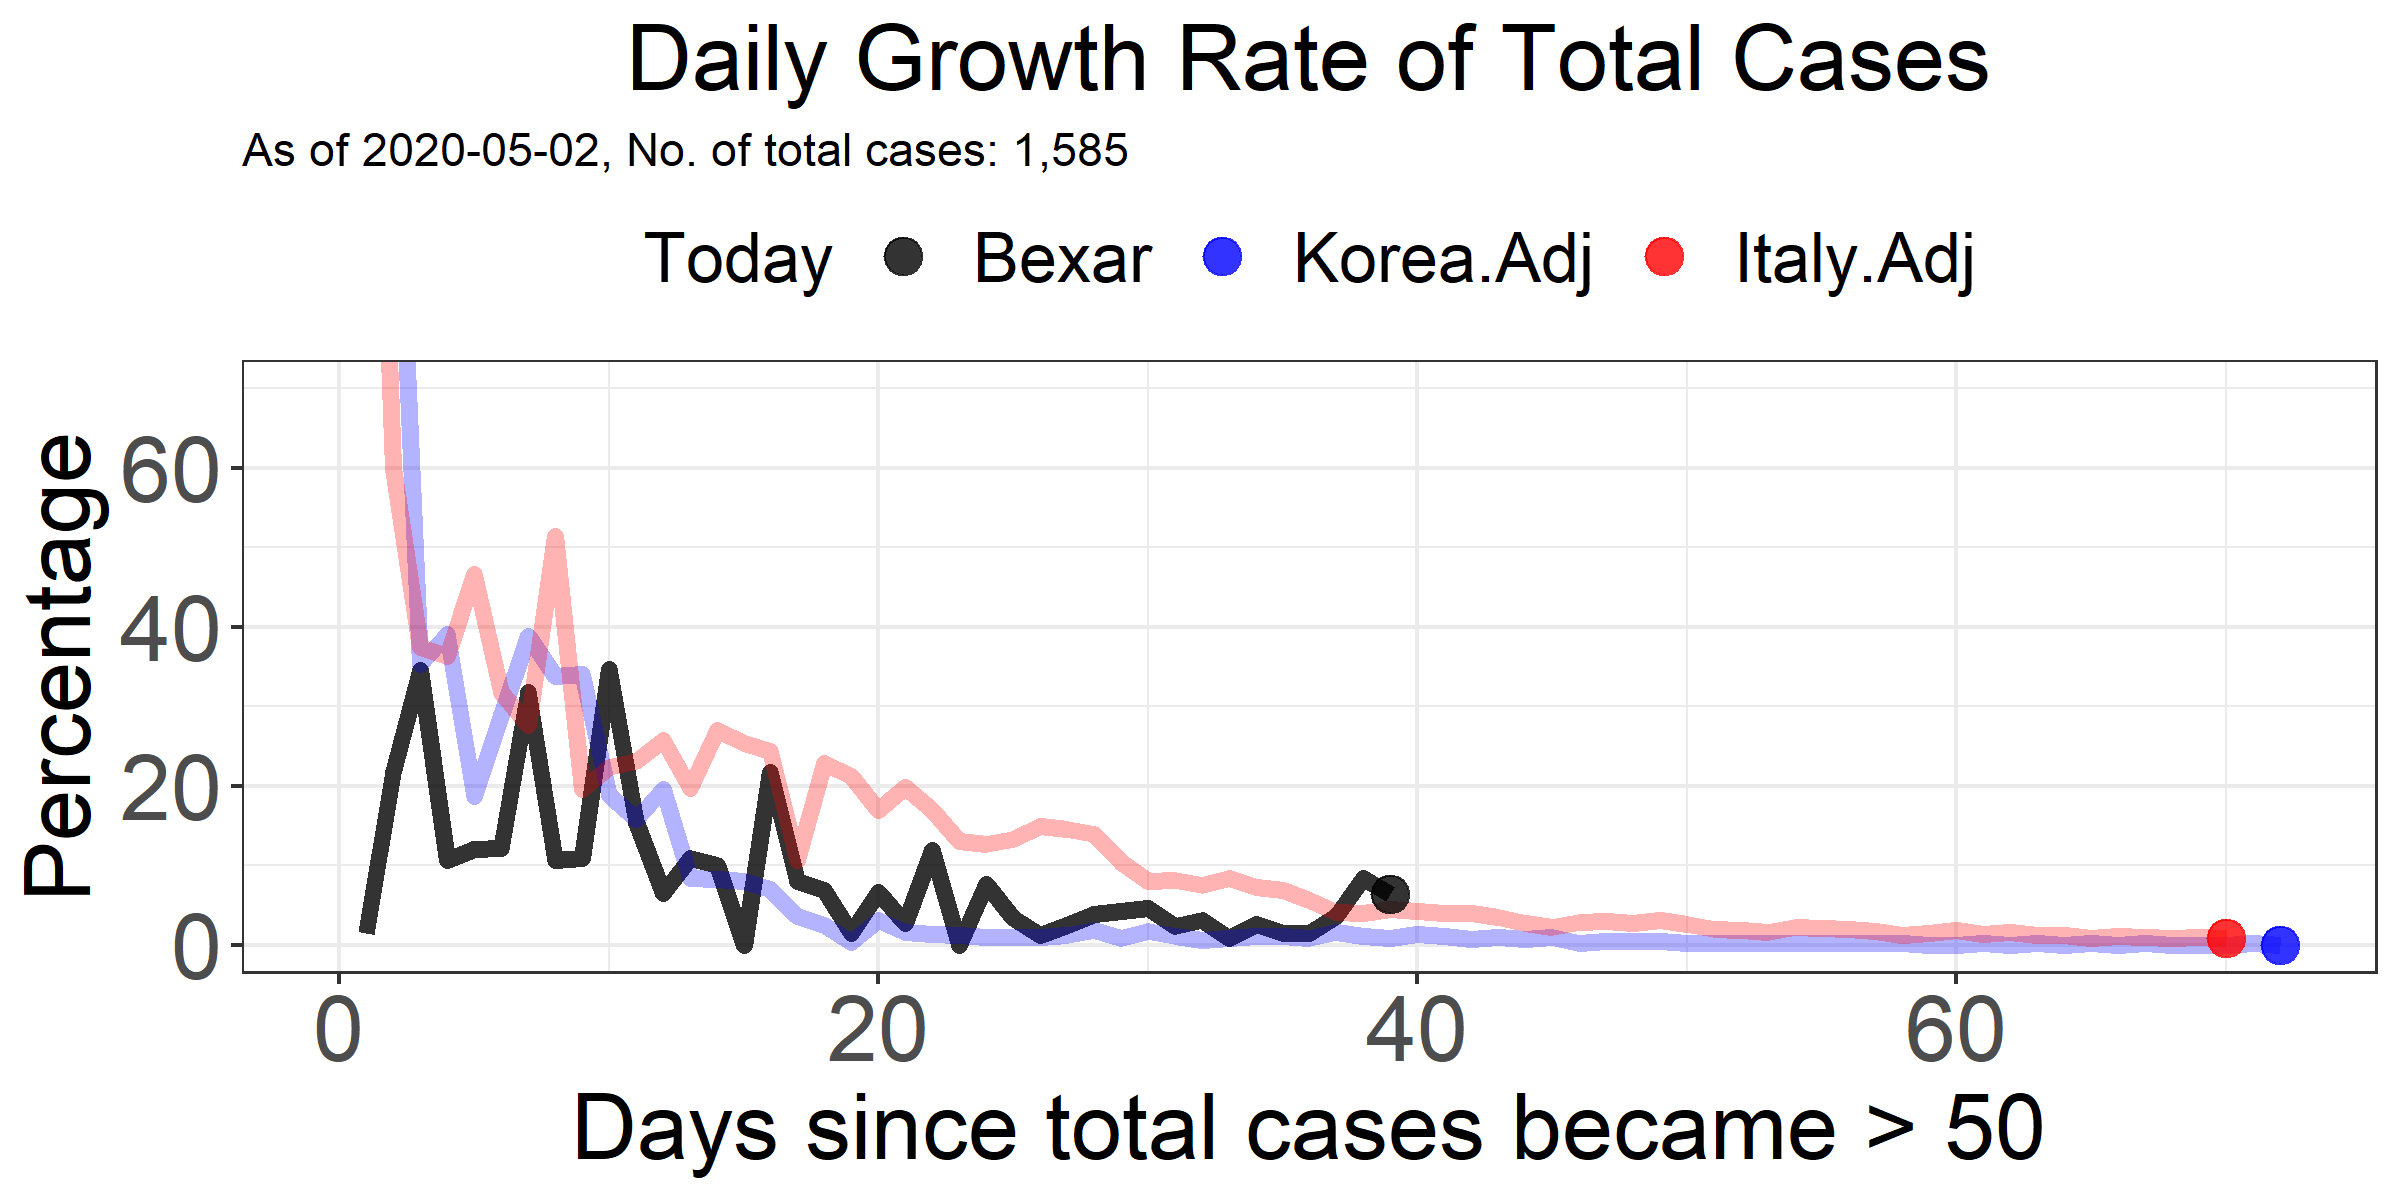 Daily Growth Rate of Total Cases
As of 2020-05-02, No. of total cases: 1,585
Today Bexar Korea.Adj Italy.Adj
Percentage
60
40
20
0
0 20 40 60
Days since total cases became > 50